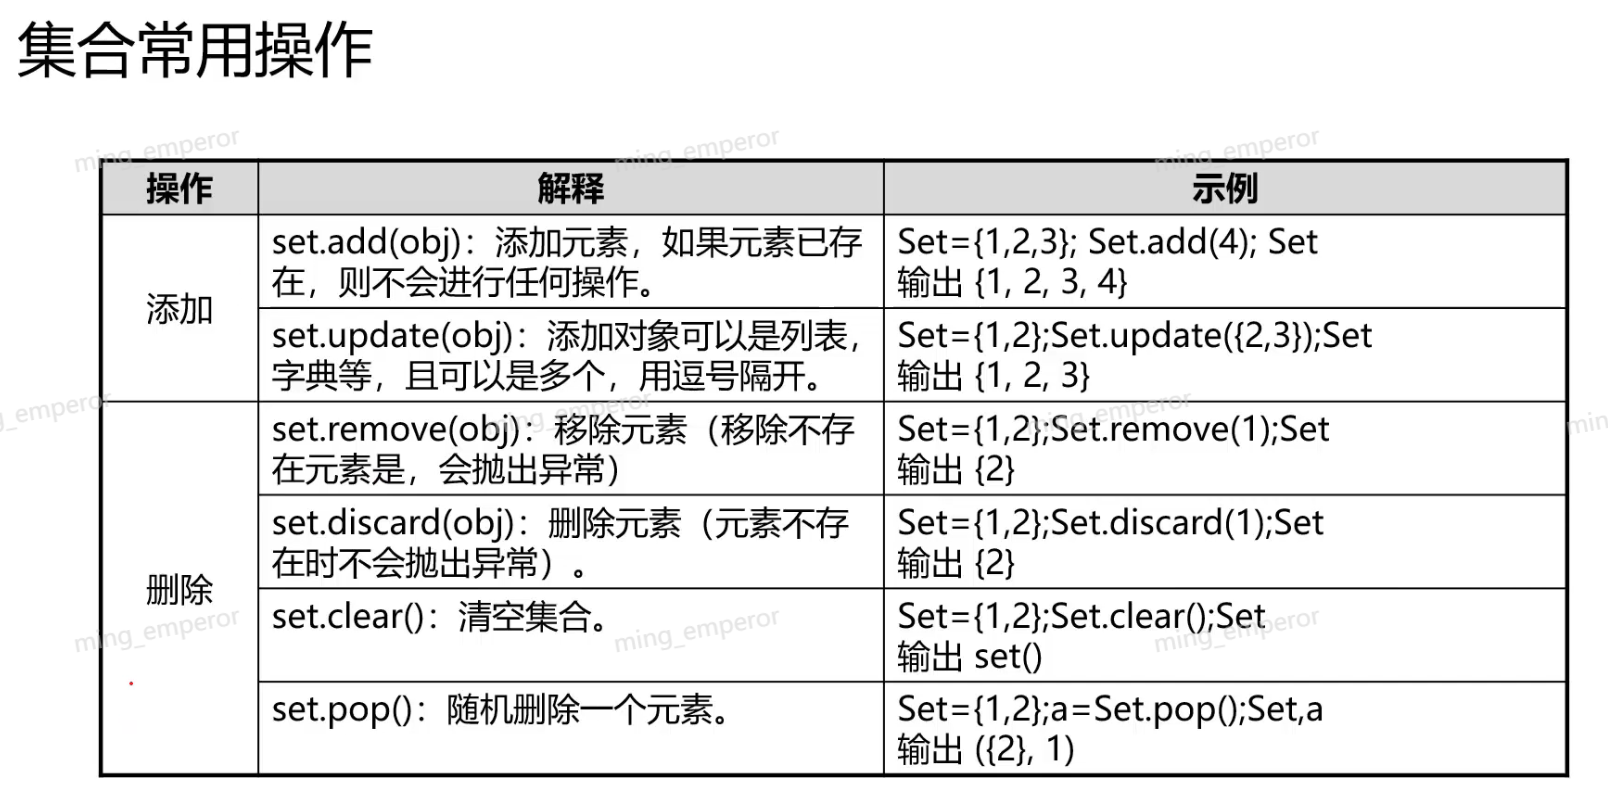 集合常用操作
操作 解释 示例
添加
set.add(obj)：添加元素，如果元素已存
在，则不会进行任何操作。
Set={1,2,3}; Set.add(4); Set
输出 {1, 2, 3, 4}
set.update(obj)：添加对象可以是列表，
字典等，且可以是多个，用逗号隔开。
Set={1,2};Set.update({2,3});Set
输出 {1, 2, 3}
删除
set.remove(obj)：移除元素（移除不存
在元素是，会抛出异常）
Set={1,2};Set.remove(1);Set
输出 {2}
set.discard(obj)：删除元素（元素不存
在时不会抛出异常）。
Set={1,2};Set.discard(1);Set
输出 {2}
set.clear()：清空集合。
Set={1,2};Set.clear();Set
输出 set()
set.pop()：随机删除一个元素。
Set={1,2};a=Set.pop();Set,a
输出 ({2}, 1)
ming_emperor
ming_emperor
ming_emperor
g_emperor
ming_emperor
ming_emperor
ming
ming_emperor
ming_emperor
ming_emperor